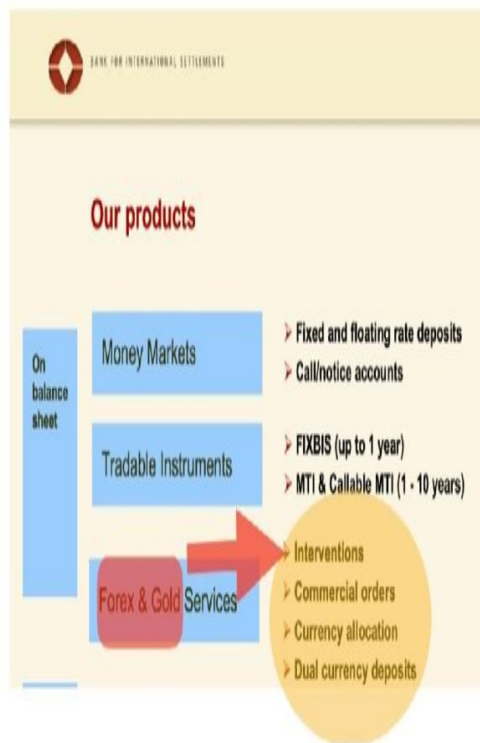 BANK FOR INTERNATIONAL SETTLEMENTS
Our products
On
balance
sheet
Money Markets
➢ Fixed and floating rate deposits
➢ Call/notice accounts
Tradable Instruments
➢ FIXBIS (up to 1 year)
➢ MTI & Callable MTI (1 - 10 years)
Forex & Gold Services
➢ Interventions
➢ Commercial orders
➢ Currency allocation
➢ Dual currency deposits